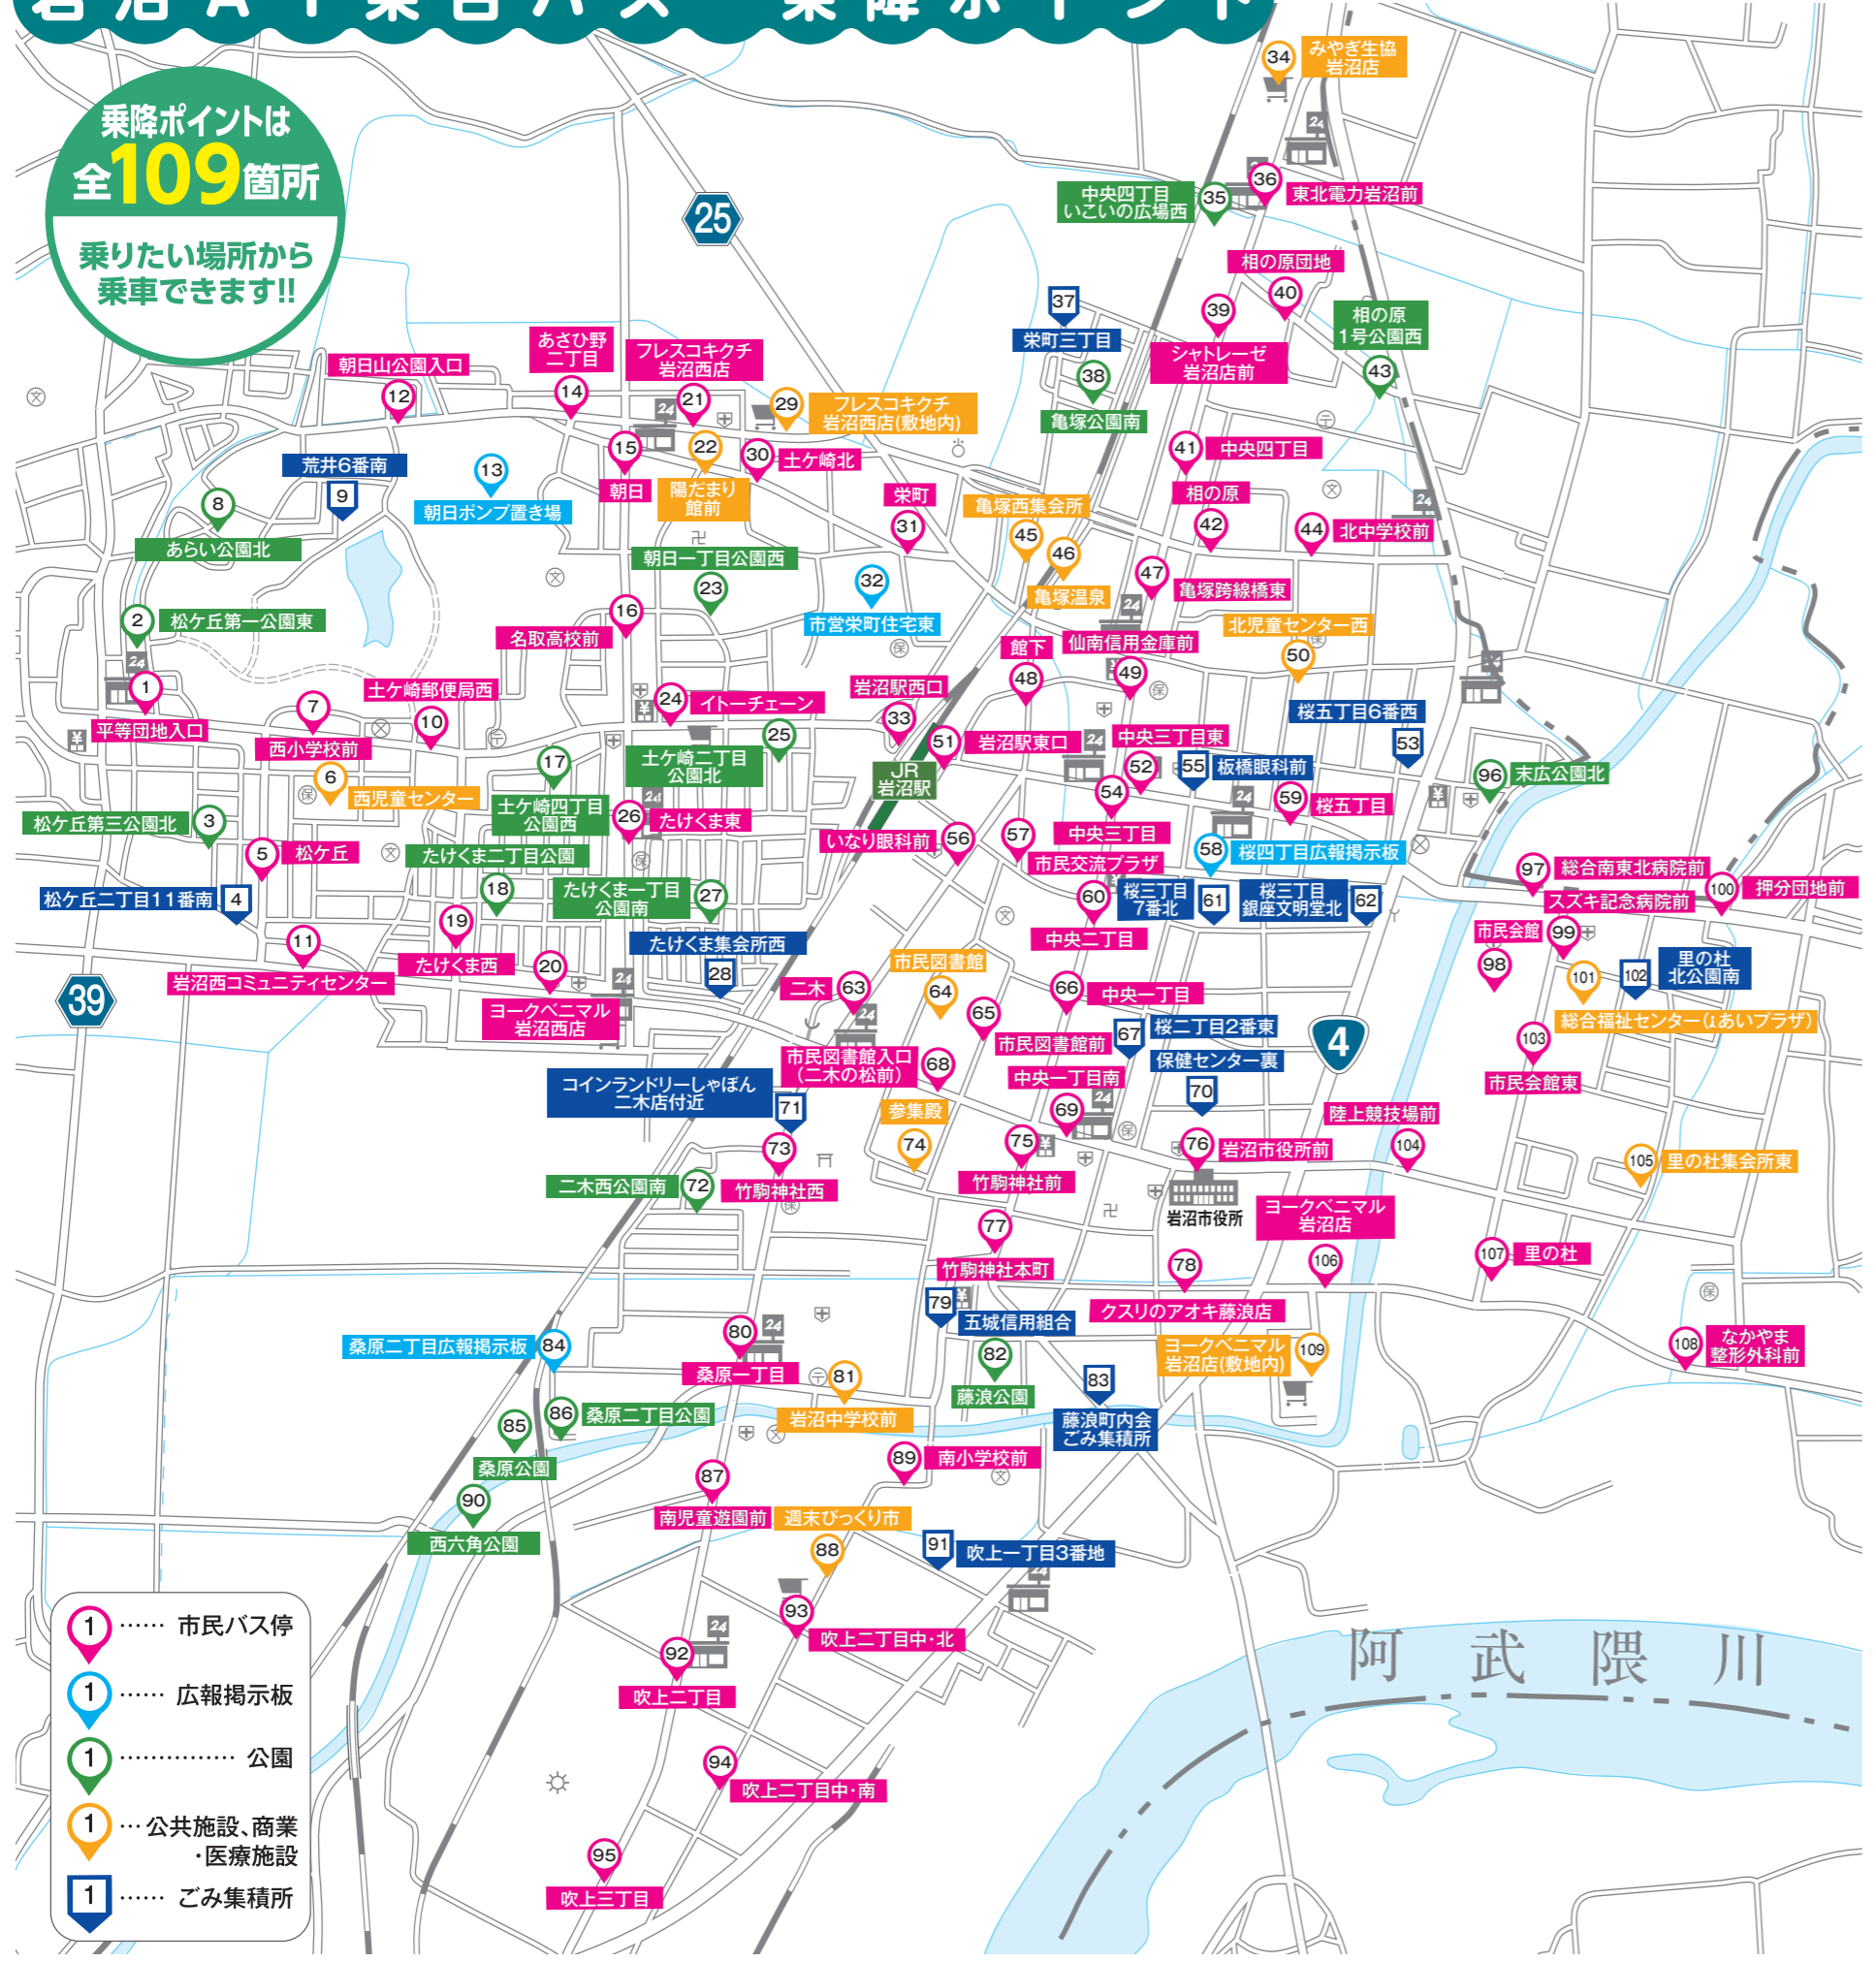 岩沼AI乗合バス 乗降ポイント
乗降ポイントは
全109箇所
乗りたい場所から
乗車できます!!
25
39
4
34
みやぎ生協
岩沼店
24
24
36
東北電力岩沼前
中央四丁目
いこいの広場西
35
相の原団地
40
39
シャトレーゼ
岩沼店前
相の原
1号公園西
43
37
栄町三丁目
38
亀塚公園南
朝日山公園入口
12
あさひ野
二丁目
14
フレスコキクチ
岩沼西店
21
24
29
フレスコキクチ
岩沼西店(敷地内)
15
朝日
22
陽だまり
館前
30
土ケ崎北
荒井6番南
9
13
朝日ポンプ置き場
8
あらい公園北
栄町
31
亀塚西集会所
45
46
亀塚温泉
41
中央四丁目
相の原
42
44
北中学校前
24
47
亀塚跨線橋東
24
朝日一丁目公園西
23
32
市営栄町住宅東
2
松ケ丘第一公園東
24
1
平等団地入口
16
名取高校前
7
西小学校前
土ケ崎郵便局西
10
24
イトーチェーン
25
土ケ崎二丁目
公園北
岩沼駅西口
33
JR
岩沼駅
51
岩沼駅東口
館下
48
仙南信用金庫前
49
北児童センター西
50
桜五丁目6番西
53
24
中央三丁目東
52
55
板橋眼科前
54
中央三丁目
24
59
桜五丁目
58
桜四丁目広報掲示板
96
末広公園北
6
西児童センター
17
土ケ崎四丁目
公園西
24
26
たけくま東
3
松ケ丘第三公園北
5
松ケ丘
たけくま二丁目公園
18
たけくま一丁目
公園南
27
松ケ丘二丁目11番南
4
19
たけくま西
11
岩沼西コミュニティセンター
20
ヨークベニマル
岩沼西店
24
たけくま集会所西
28
いなり眼科前
56
57
市民交流プラザ
60
中央二丁目
桜三丁目
7番北
61
桜三丁目
銀座文明堂北
62
97
総合南東北病院前
100
押分団地前
スズキ記念病院前
99
市民会館
98
101
総合福祉センター(iあいプラザ)
102
里の杜
北公園南
103
市民会館東
二木
63
24
市民図書館
64
65
市民図書館前
66
中央一丁目
67
桜二丁目2番東
市民図書館入口
(二木の松前)
68
中央一丁目南
69
24
保健センター裏
70
コインランドリーしゃぼん
二木店付近
71
73
竹駒神社西
参集殿
74
75
竹駒神社前
76
岩沼市役所前
岩沼市役所
陸上競技場前
104
105
里の杜集会所東
二木西公園南
72
77
竹駒神社本町
78
クスリのアオキ藤浪店
ヨークベニマル
岩沼店
106
107
里の杜
79
五城信用組合
80
24
桑原一丁目
桑原二丁目広報掲示板
84
81
岩沼中学校前
82
藤浪公園
83
藤浪町内会
ごみ集積所
ヨークベニマル
岩沼店(敷地内)
109
108
なかやま
整形外科前
85
桑原公園
86
桑原二丁目公園
89
南小学校前
90
西六角公園
87
南児童遊園前
週末びっくり市
88
91
吹上一丁目3番地
24
93
吹上二丁目中・北
24
92
吹上二丁目
94
吹上二丁目中・南
95
吹上三丁目
阿武隈川
1 …… 市民バス停
1 …… 広報掲示板
1 …………… 公園
1 … 公共施設、商業
・医療施設
1 …… ごみ集積所